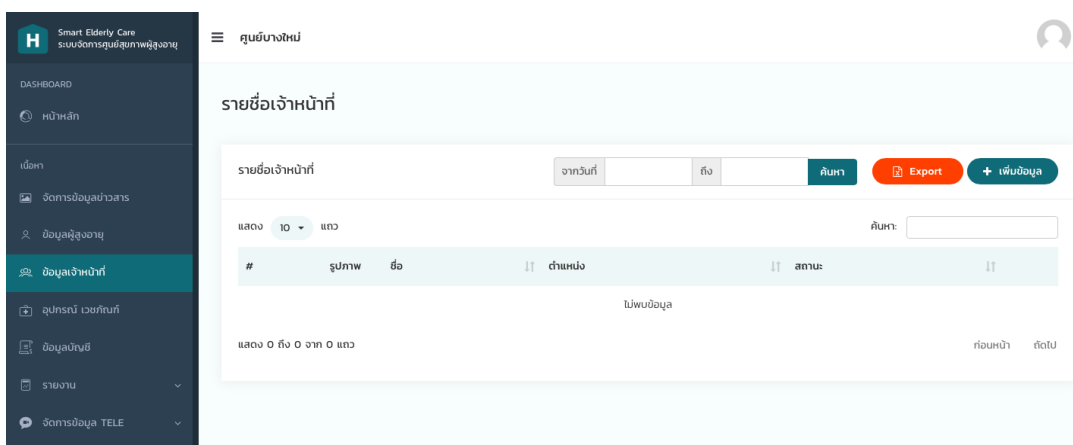 H
Smart Elderly Care
ระบบจัดการศูนย์สุขภาพผู้สูงอายุ
ศูนย์บางใหม่
DASHBOARD
หน้าหลัก
เนื้อหา
จัดการข้อมูลข่าวสาร
ข้อมูลผู้สูงอายุ
ข้อมูลเจ้าหน้าที่
อุปกรณ์ เวชภัณฑ์
ข้อมูลบัญชี
รายงาน
จัดการข้อมูล TELE
รายชื่อเจ้าหน้าที่
รายชื่อเจ้าหน้าที่ จากวันที่ ถึง ค้นหา Export + เพิ่มข้อมูล
แสดง 10 แถว ค้นหา:
# รูปภาพ ชื่อ ตำแหน่ง สถานะ
ไม่พบข้อมูล
แสดง 0 ถึง 0 จาก 0 แถว ก่อนหน้า ถัดไป